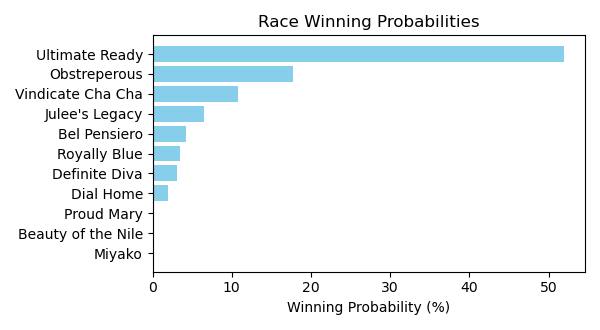 Race Winning Probabilities
Ultimate Ready
Obstreperous
Vindicate Cha Cha
Julee's Legacy
Bel Pensiero
Royally Blue
Definite Diva
Dial Home
Proud Mary
Beauty of the Nile
Miyako
0 10 20 30 40 50
Winning Probability (%)